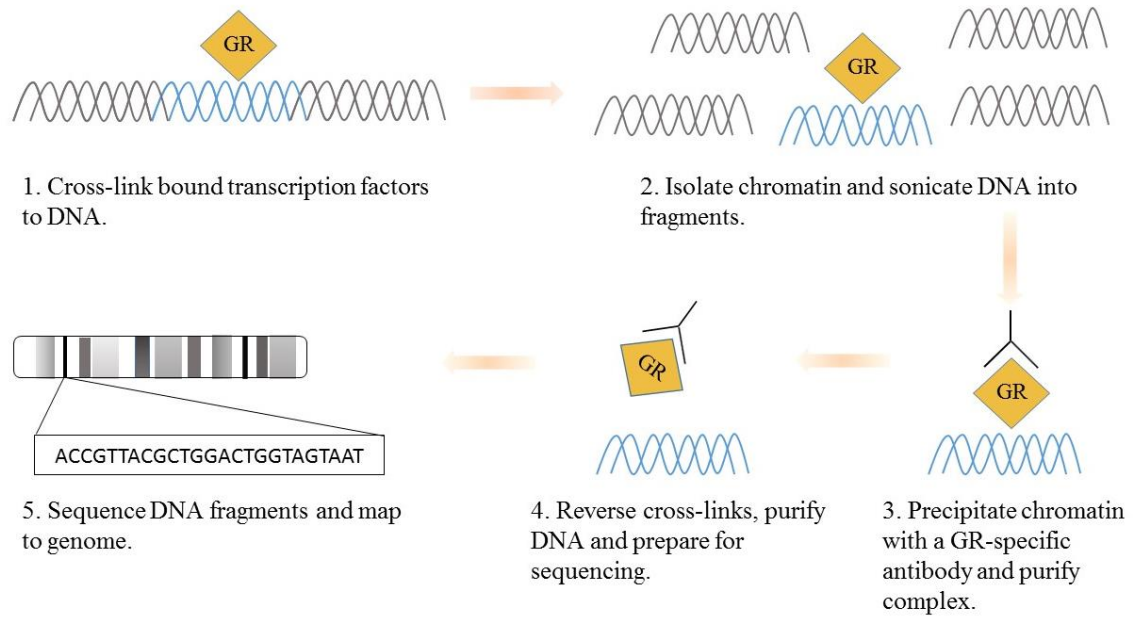 GR
1. Cross-link bound transcription factors
to DNA.
GR
2. Isolate chromatin and sonicate DNA into
fragments.
GR
3. Precipitate chromatin
with a GR-specific
antibody and purify
complex.
GR
4. Reverse cross-links, purify
DNA and prepare for
sequencing.
ACCGTTACGCTGGACTGGTAGTAAT
5. Sequence DNA fragments and map
to genome.